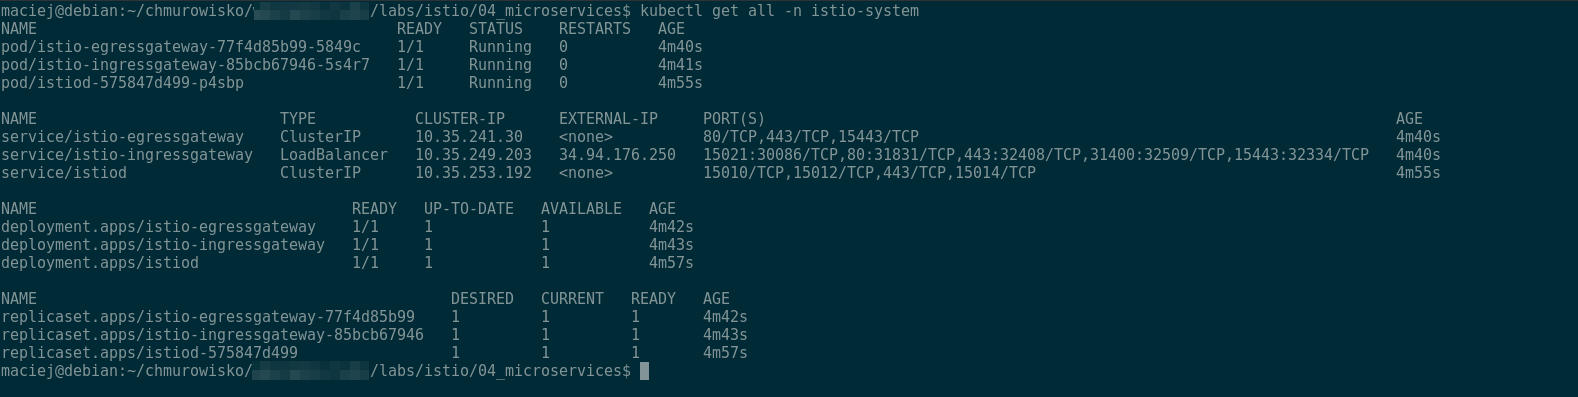 maciej@debian:~/chmurowisko/ /labs/istio/04_microservices$ kubectl get all -n istio-system
NAME READY STATUS RESTARTS AGE
pod/istio-egressgateway-77f4d85b99-5849c 1/1 Running 0 4m40s
pod/istio-ingressgateway-85bcb67946-5s4r7 1/1 Running 0 4m41s
pod/istiod-575847d499-p4sbp 1/1 Running 0 4m55s
NAME TYPE CLUSTER-IP EXTERNAL-IP PORT(S) AGE
service/istio-egressgateway ClusterIP 10.35.241.30 <none> 80/TCP,443/TCP,15443/TCP 4m40s
service/istio-ingressgateway LoadBalancer 10.35.249.203 34.94.176.250 15021:30086/TCP,80:31831/TCP,443:32408/TCP,31400:32509/TCP,15443:32334/TCP 4m40s
service/istiod ClusterIP 10.35.253.192 <none> 15010/TCP,15012/TCP,443/TCP,15014/TCP 4m55s
NAME READY UP-TO-DATE AVAILABLE AGE
deployment.apps/istio-egressgateway 1/1 1 1 4m42s
deployment.apps/istio-ingressgateway 1/1 1 1 4m43s
deployment.apps/istiod 1/1 1 1 4m57s
NAME DESIRED CURRENT READY AGE
replicaset.apps/istio-egressgateway-77f4d85b99 1 1 1 4m42s
replicaset.apps/istio-ingressgateway-85bcb67946 1 1 1 4m43s
replicaset.apps/istiod-575847d499 1 1 1 4m57s
maciej@debian:~/chmurowisko/ /labs/istio/04_microservices$